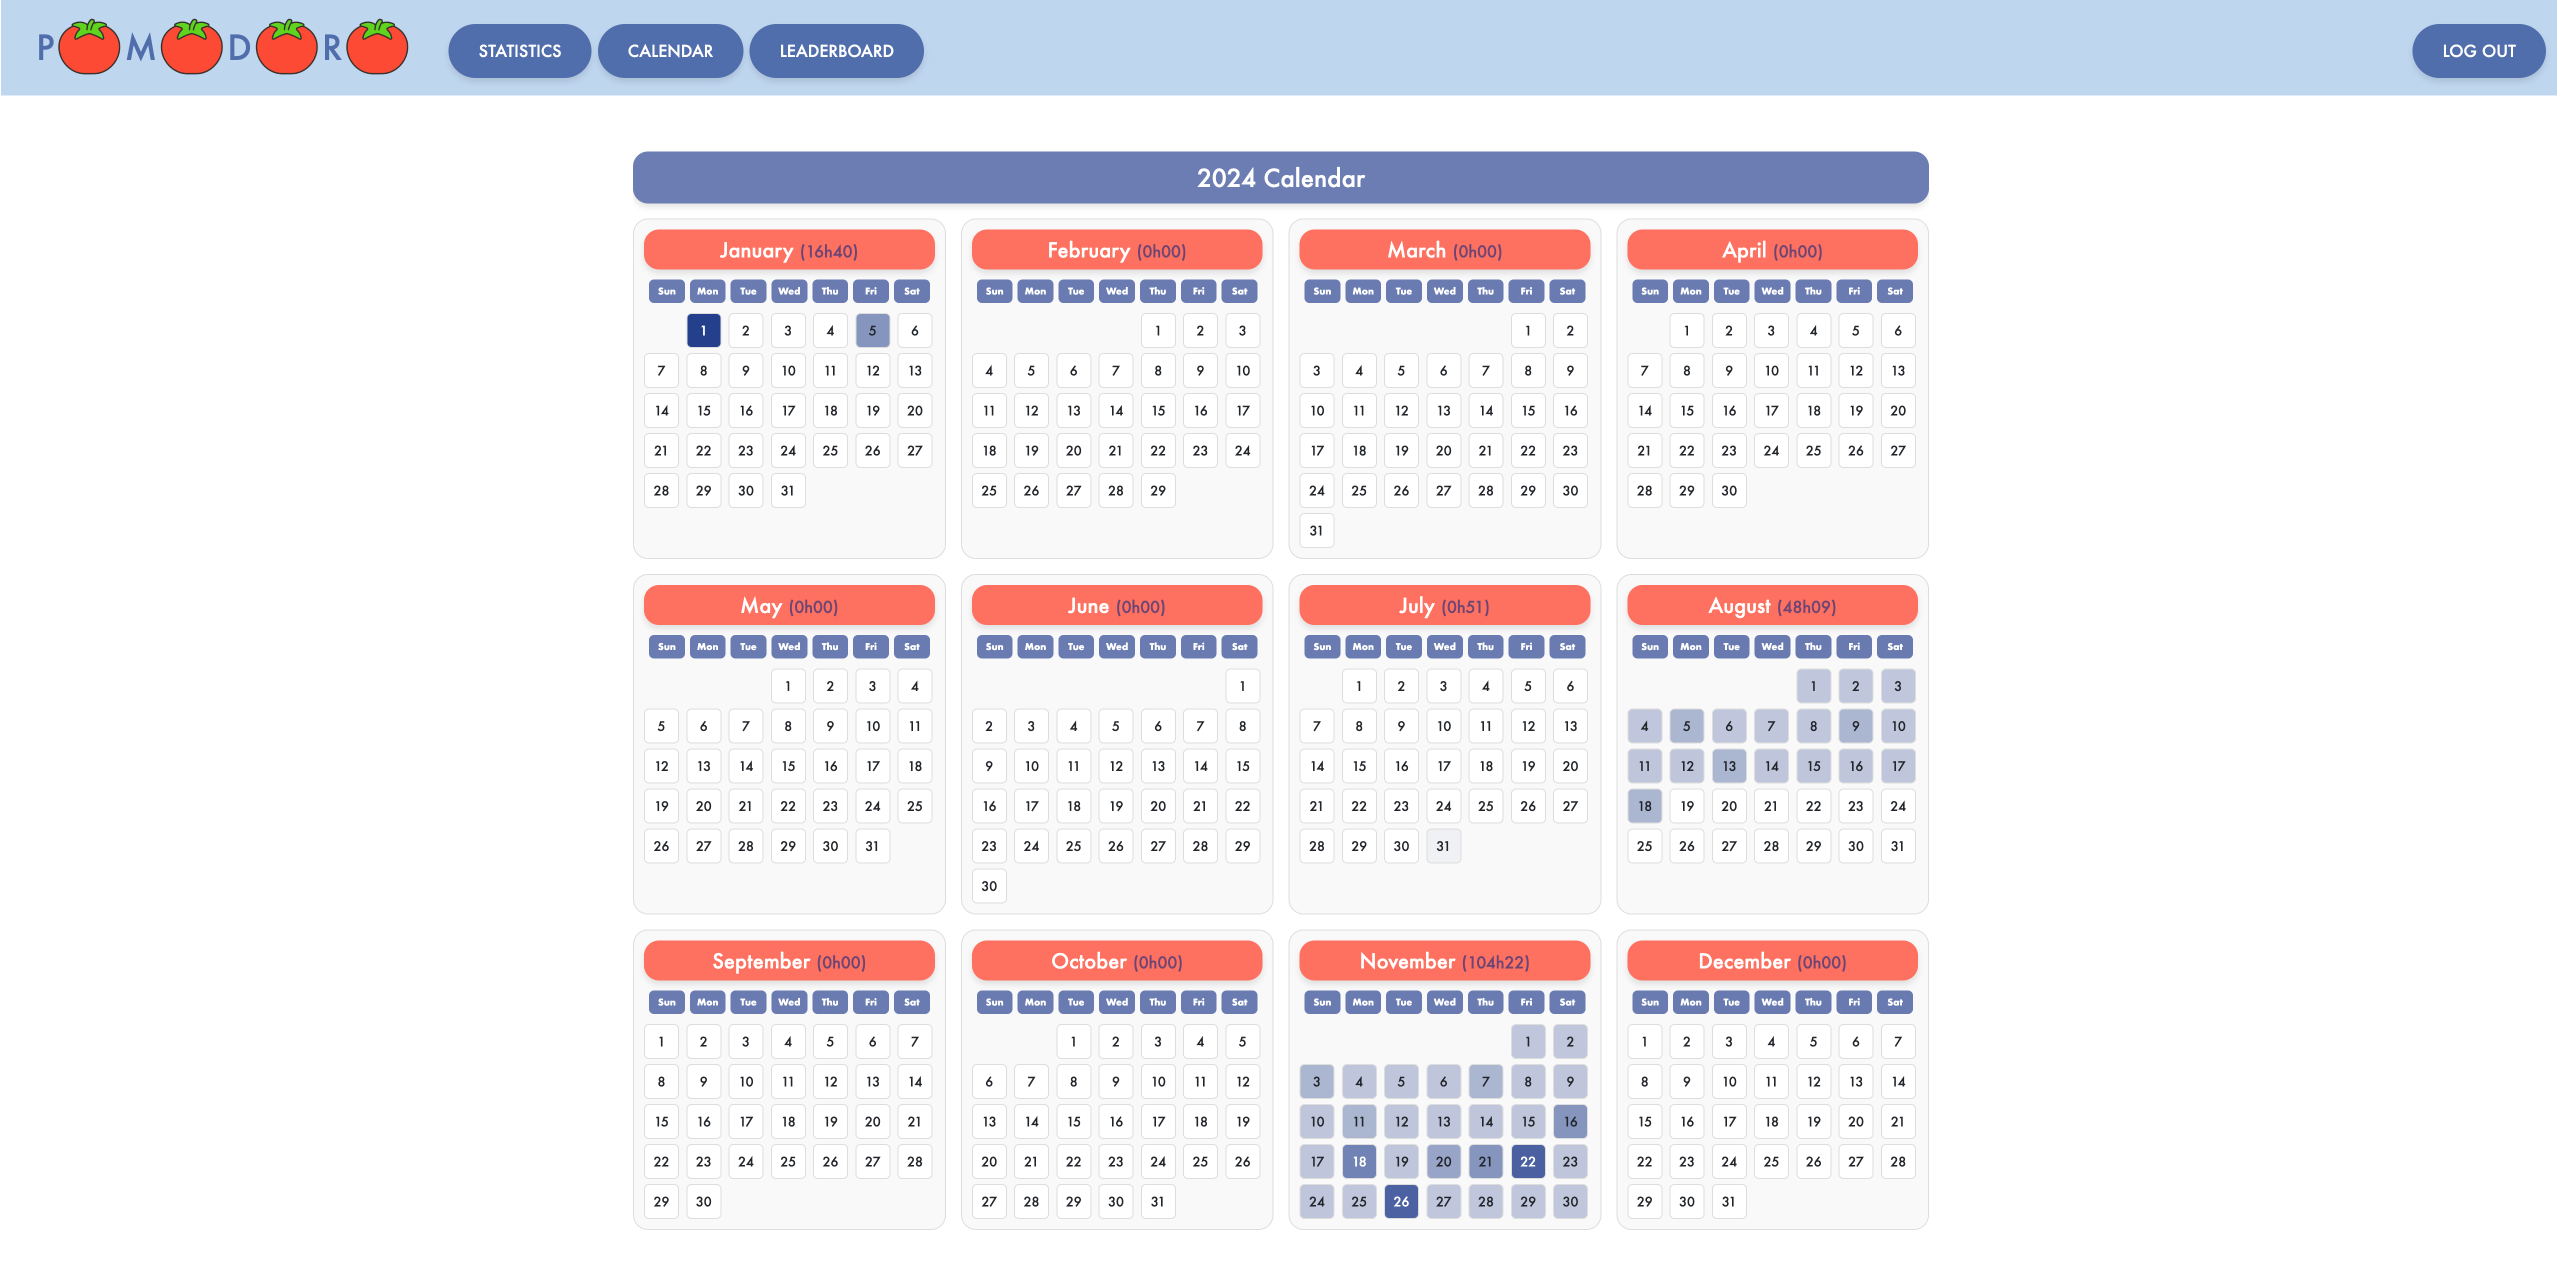 P M D R
STATISTICS CALENDAR LEADERBOARD LOG OUT
2024 Calendar
January (16h40)
Sun Mon Tue Wed Thu Fri Sat
1 2 3 4 5 6
7 8 9 10 11 12 13
14 15 16 17 18 19 20
21 22 23 24 25 26 27
28 29 30 31
February (0h00)
Sun Mon Tue Wed Thu Fri Sat
1 2 3
4 5 6 7 8 9 10
11 12 13 14 15 16 17
18 19 20 21 22 23 24
25 26 27 28 29
March (0h00)
Sun Mon Tue Wed Thu Fri Sat
1 2
3 4 5 6 7 8 9
10 11 12 13 14 15 16
17 18 19 20 21 22 23
24 25 26 27 28 29 30
31
April (0h00)
Sun Mon Tue Wed Thu Fri Sat
1 2 3 4 5 6
7 8 9 10 11 12 13
14 15 16 17 18 19 20
21 22 23 24 25 26 27
28 29 30
May (0h00)
Sun Mon Tue Wed Thu Fri Sat
1 2 3 4
5 6 7 8 9 10 11
12 13 14 15 16 17 18
19 20 21 22 23 24 25
26 27 28 29 30 31
June (0h00)
Sun Mon Tue Wed Thu Fri Sat
1
2 3 4 5 6 7 8
9 10 11 12 13 14 15
16 17 18 19 20 21 22
23 24 25 26 27 28 29
30
July (0h51)
Sun Mon Tue Wed Thu Fri Sat
1 2 3 4 5 6
7 8 9 10 11 12 13
14 15 16 17 18 19 20
21 22 23 24 25 26 27
28 29 30 31
August (48h09)
Sun Mon Tue Wed Thu Fri Sat
1 2 3
4 5 6 7 8 9 10
11 12 13 14 15 16 17
18 19 20 21 22 23 24
25 26 27 28 29 30 31
September (0h00)
Sun Mon Tue Wed Thu Fri Sat
1 2 3 4 5 6 7
8 9 10 11 12 13 14
15 16 17 18 19 20 21
22 23 24 25 26 27 28
29 30
October (0h00)
Sun Mon Tue Wed Thu Fri Sat
1 2 3 4 5
6 7 8 9 10 11 12
13 14 15 16 17 18 19
20 21 22 23 24 25 26
27 28 29 30 31
November (104h22)
Sun Mon Tue Wed Thu Fri Sat
1 2
3 4 5 6 7 8 9
10 11 12 13 14 15 16
17 18 19 20 21 22 23
24 25 26 27 28 29 30
December (0h00)
Sun Mon Tue Wed Thu Fri Sat
1 2 3 4 5 6 7
8 9 10 11 12 13 14
15 16 17 18 19 20 21
22 23 24 25 26 27 28
29 30 31